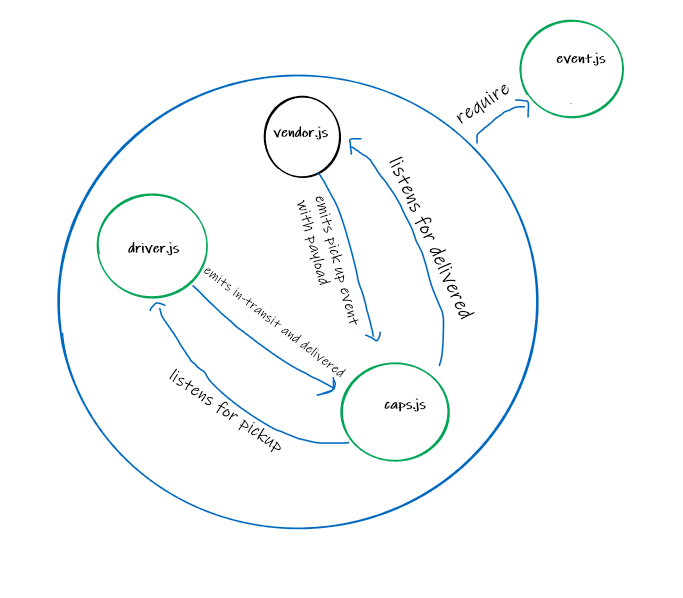 event.js
require
vendor.js
listens for delivered
emits pick up event
with payload
driver.js
emits in-transit and delivered
listens for pickup
caps.js